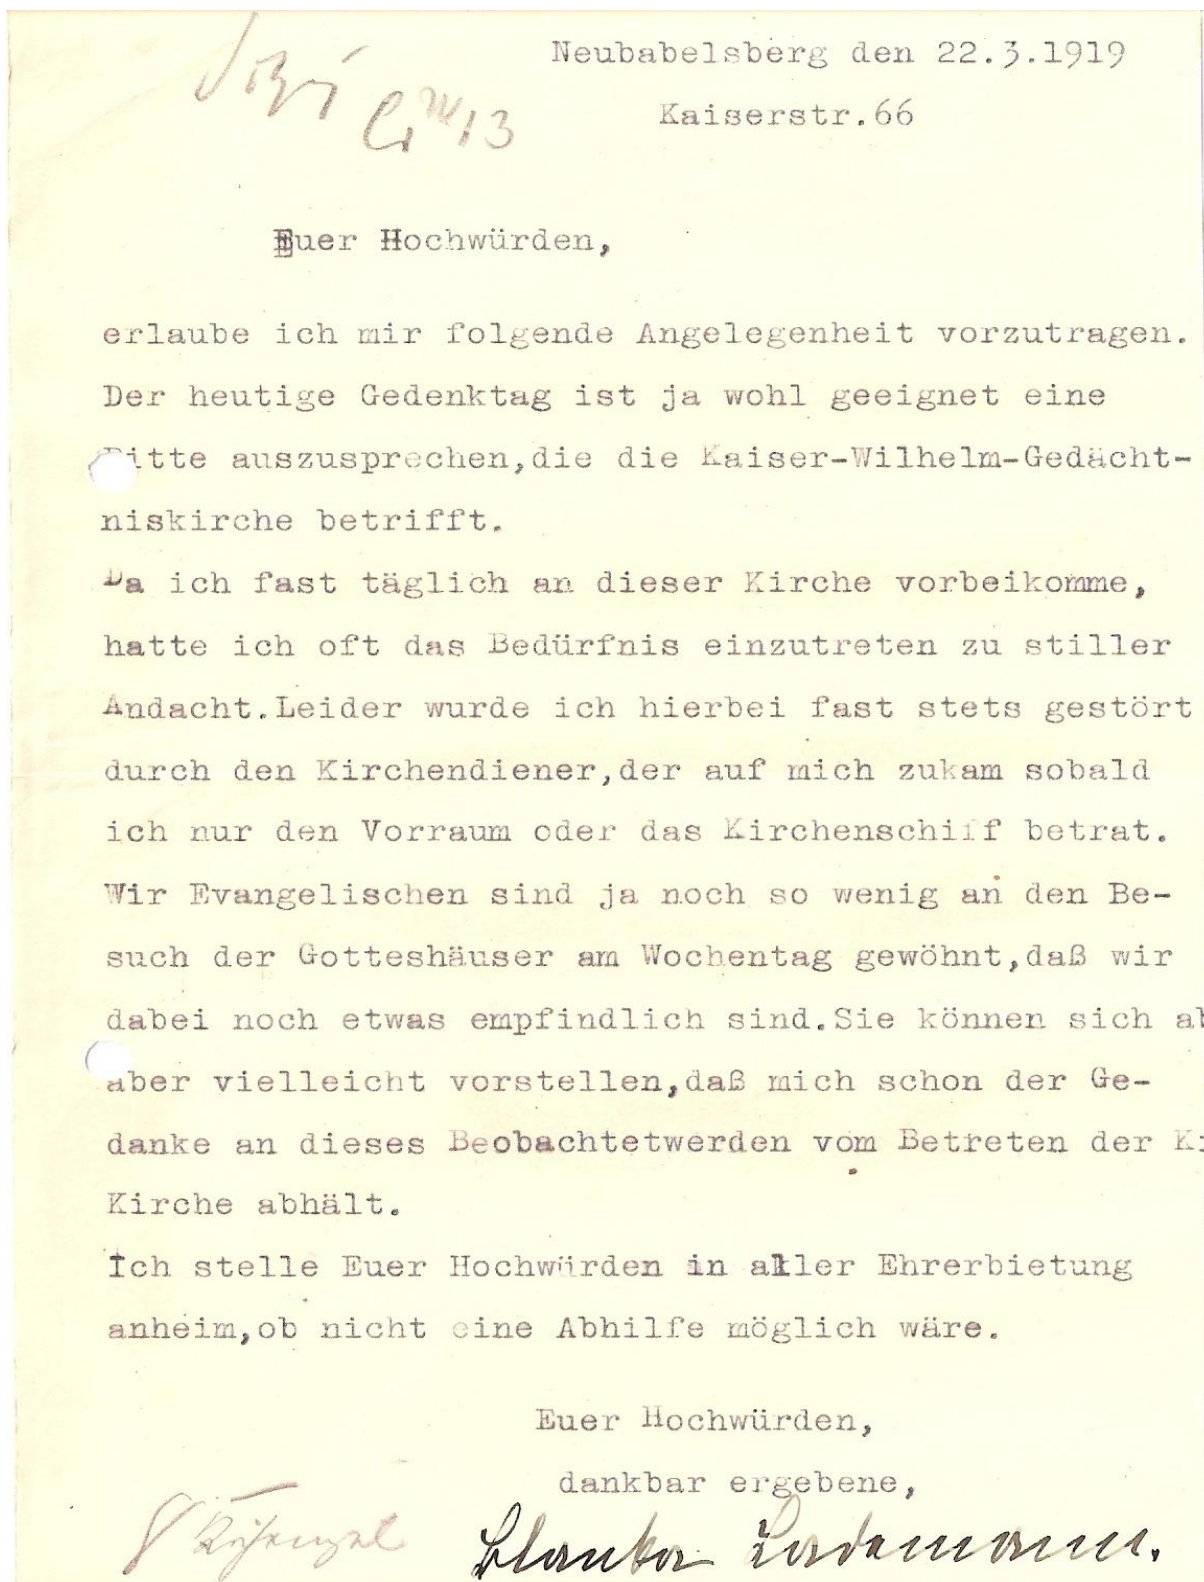 Neubabelsberg den 22.3.1919
Kaiserstr.66
Euer Hochwürden,
erlaube ich mir folgende Angelegenheit vorzutragen.
Der heutige Gedenktag ist ja wohl geeignet eine
Bitte auszusprechen,die die Kaiser-Wilhelm-Gedächt-
niskirche betrifft.
Da ich fast täglich an dieser Kirche vorbeikomme,
hatte ich oft das Bedürfnis einzutreten zu stiller
Andacht.Leider wurde ich hierbei fast stets gestört
durch den Kirchendiener,der auf mich zukam sobald
ich nur den Vorraum oder das Kirchenschiff betrat.
Wir Evangelischen sind ja noch so wenig an den Be-
such der Gotteshäuser am Wochentag gewöhnt,daß wir
dabei noch etwas empfindlich sind.Sie können sich ab
aber vielleicht vorstellen,daß mich schon der Ge-
danke an dieses Beobachtetwerden vom Betreten der Ki
Kirche abhält.
Ich stelle Euer Hochwürden in aller Ehrerbietung
anheim,ob nicht eine Abhilfe möglich wäre.
Euer Hochwürden,
dankbar ergebene,
Blanka Lademann.